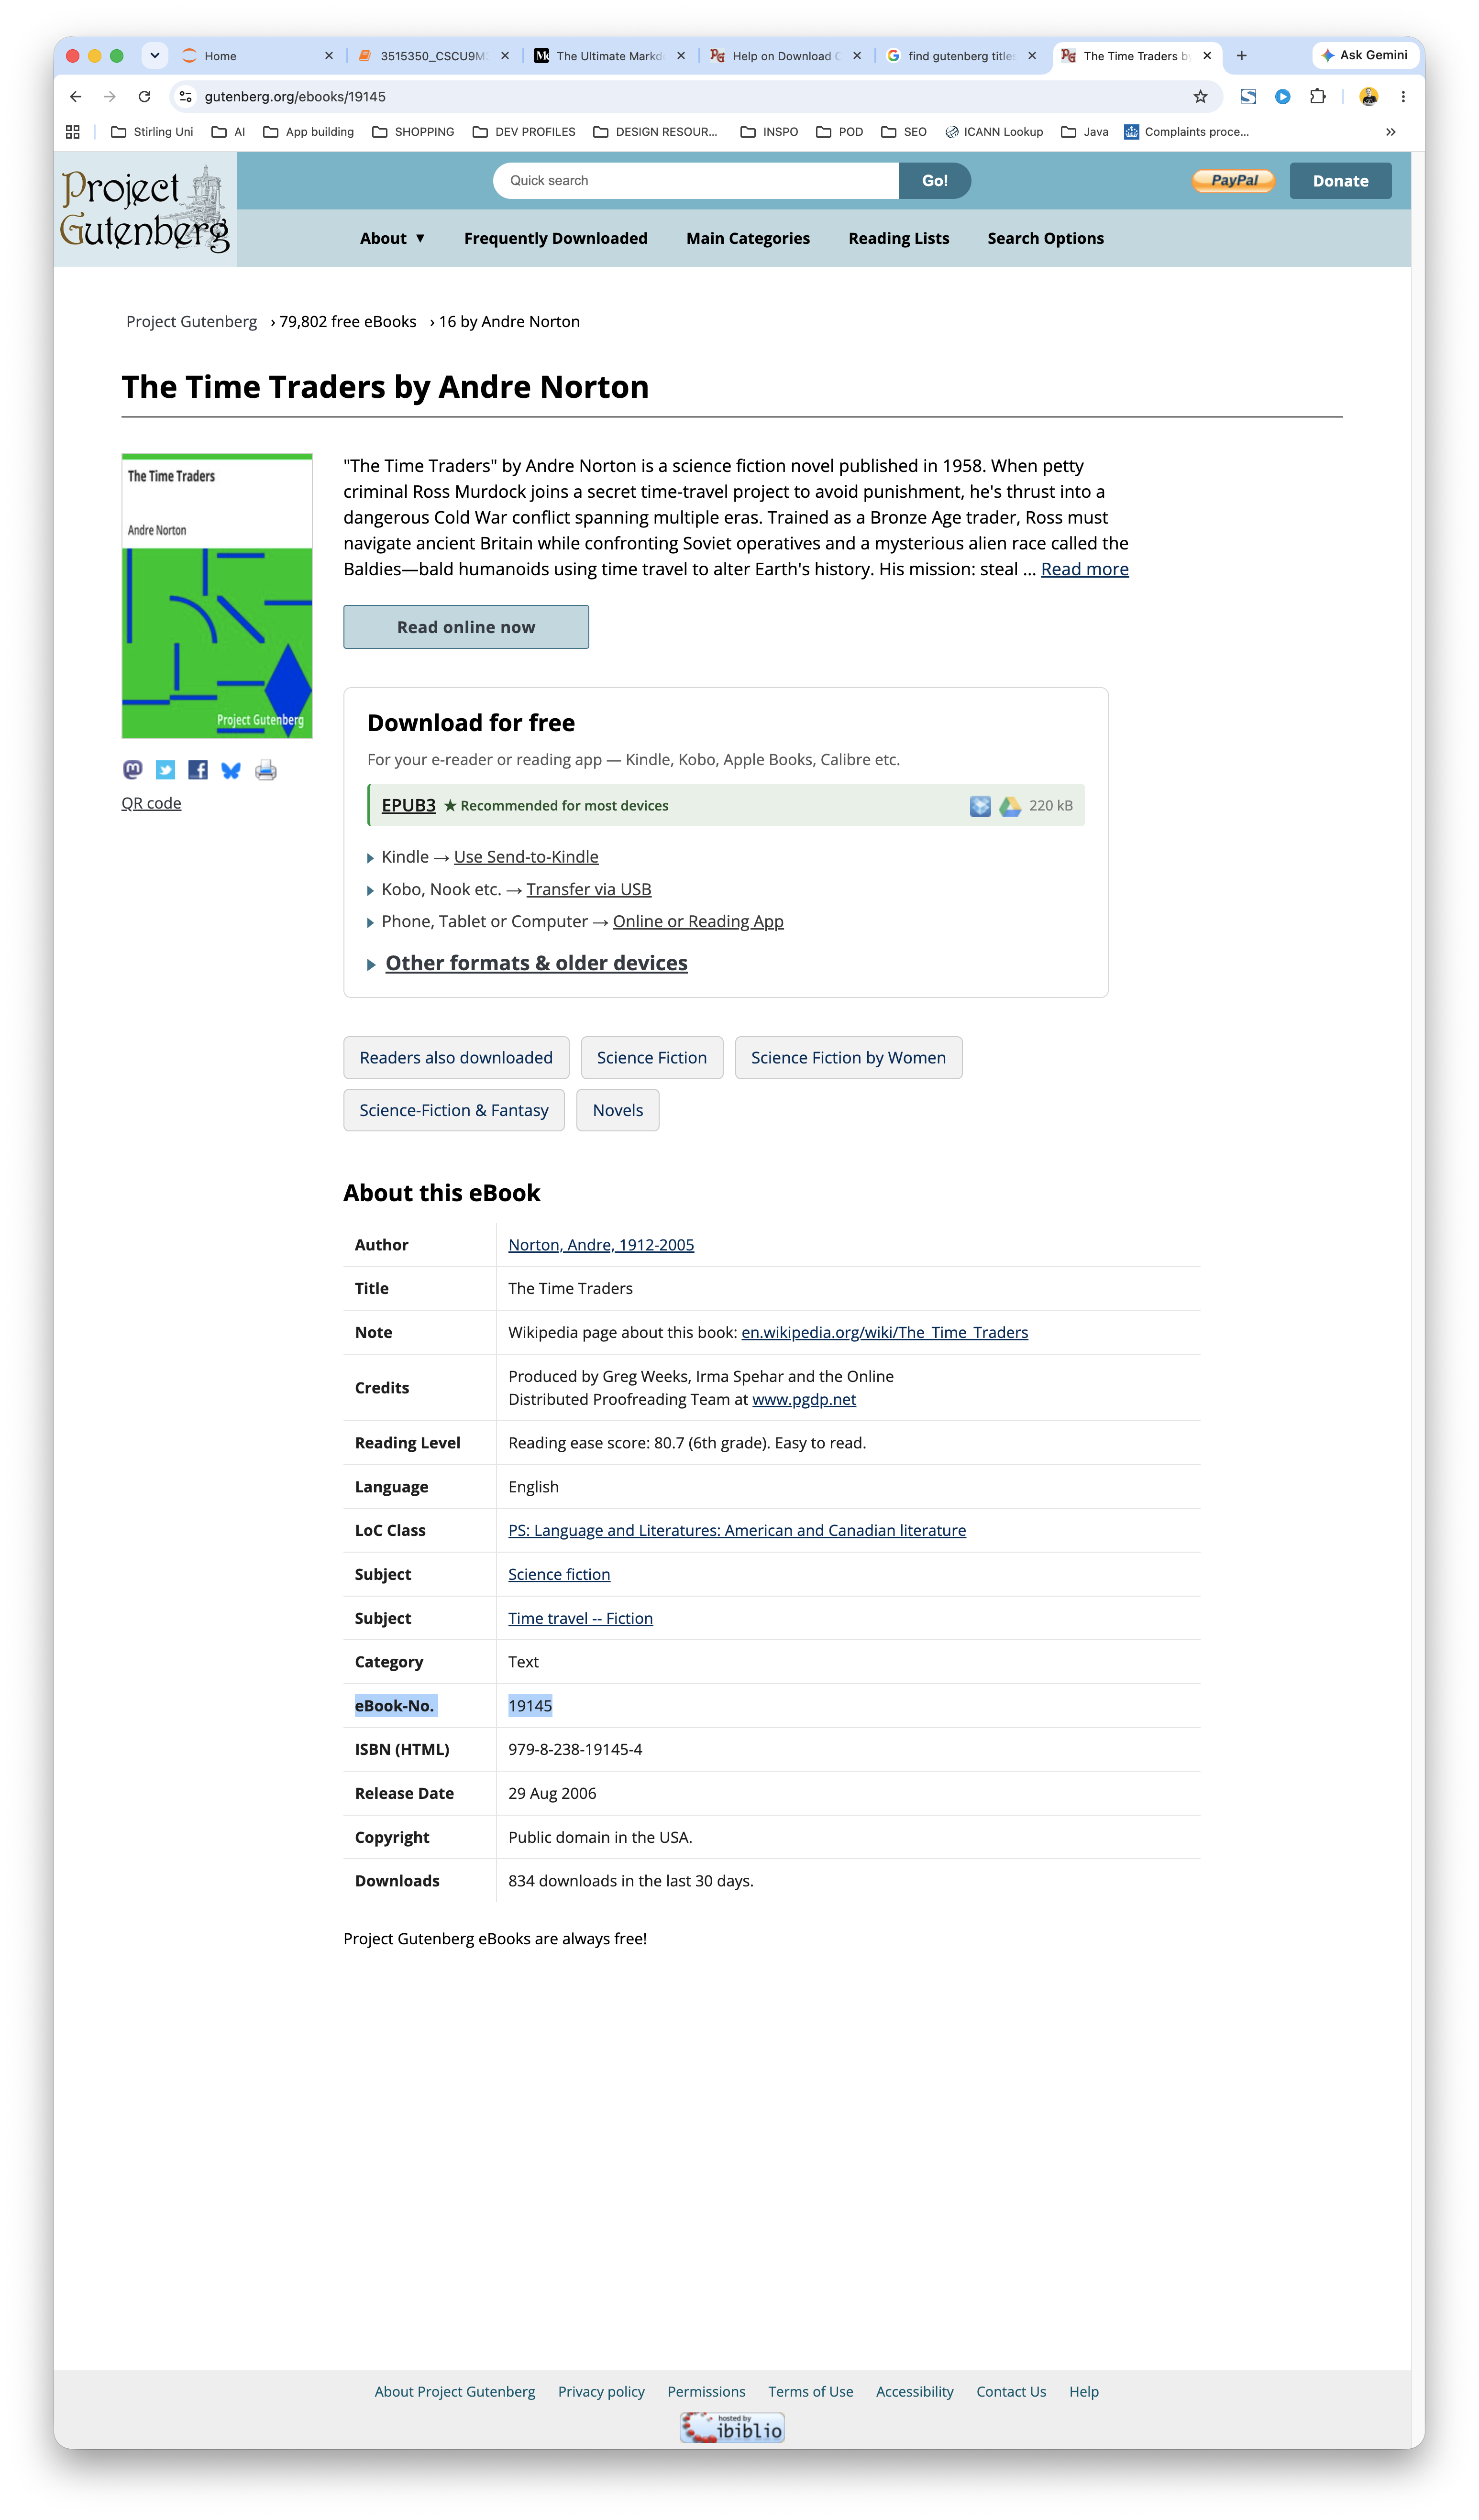 Home
3515350_CSCU9M
The Ultimate Markd
Help on Download
find gutenberg title
The Time Traders b
Ask Gemini
gutenberg.org/ebooks/19145
Stirling Uni
AI
App building
SHOPPING
DEV PROFILES
DESIGN RESOUR...
INSPO
POD
SEO
ICANN Lookup
Java
Complaints proce...
Project
Gutenberg
Quick search
Go!
PayPal
Donate
About ▼
Frequently Downloaded
Main Categories
Reading Lists
Search Options
Project Gutenberg › 79,802 free eBooks › 16 by Andre Norton
The Time Traders by Andre Norton
The Time Traders
Andre Norton
Project Gutenberg
QR code
"The Time Traders" by Andre Norton is a science fiction novel published in 1958. When petty
criminal Ross Murdock joins a secret time-travel project to avoid punishment, he's thrust into a
dangerous Cold War conflict spanning multiple eras. Trained as a Bronze Age trader, Ross must
navigate ancient Britain while confronting Soviet operatives and a mysterious alien race called the
Baldies—bald humanoids using time travel to alter Earth's history. His mission: steal ... Read more
Read online now
Download for free
For your e-reader or reading app — Kindle, Kobo, Apple Books, Calibre etc.
EPUB3 ★ Recommended for most devices 220 kB
Kindle → Use Send-to-Kindle
Kobo, Nook etc. → Transfer via USB
Phone, Tablet or Computer → Online or Reading App
Other formats & older devices
Readers also downloaded
Science Fiction
Science Fiction by Women
Science-Fiction & Fantasy
Novels
About this eBook
Author Norton, Andre, 1912-2005
Title The Time Traders
Note Wikipedia page about this book: en.wikipedia.org/wiki/The_Time_Traders
Credits Produced by Greg Weeks, Irma Spehar and the Online
Distributed Proofreading Team at www.pgdp.net
Reading Level Reading ease score: 80.7 (6th grade). Easy to read.
Language English
LoC Class PS: Language and Literatures: American and Canadian literature
Subject Science fiction
Subject Time travel -- Fiction
Category Text
eBook-No. 19145
ISBN (HTML) 979-8-238-19145-4
Release Date 29 Aug 2006
Copyright Public domain in the USA.
Downloads 834 downloads in the last 30 days.
Project Gutenberg eBooks are always free!
About Project Gutenberg
Privacy policy
Permissions
Terms of Use
Accessibility
Contact Us
Help
hosted by
ibiblio